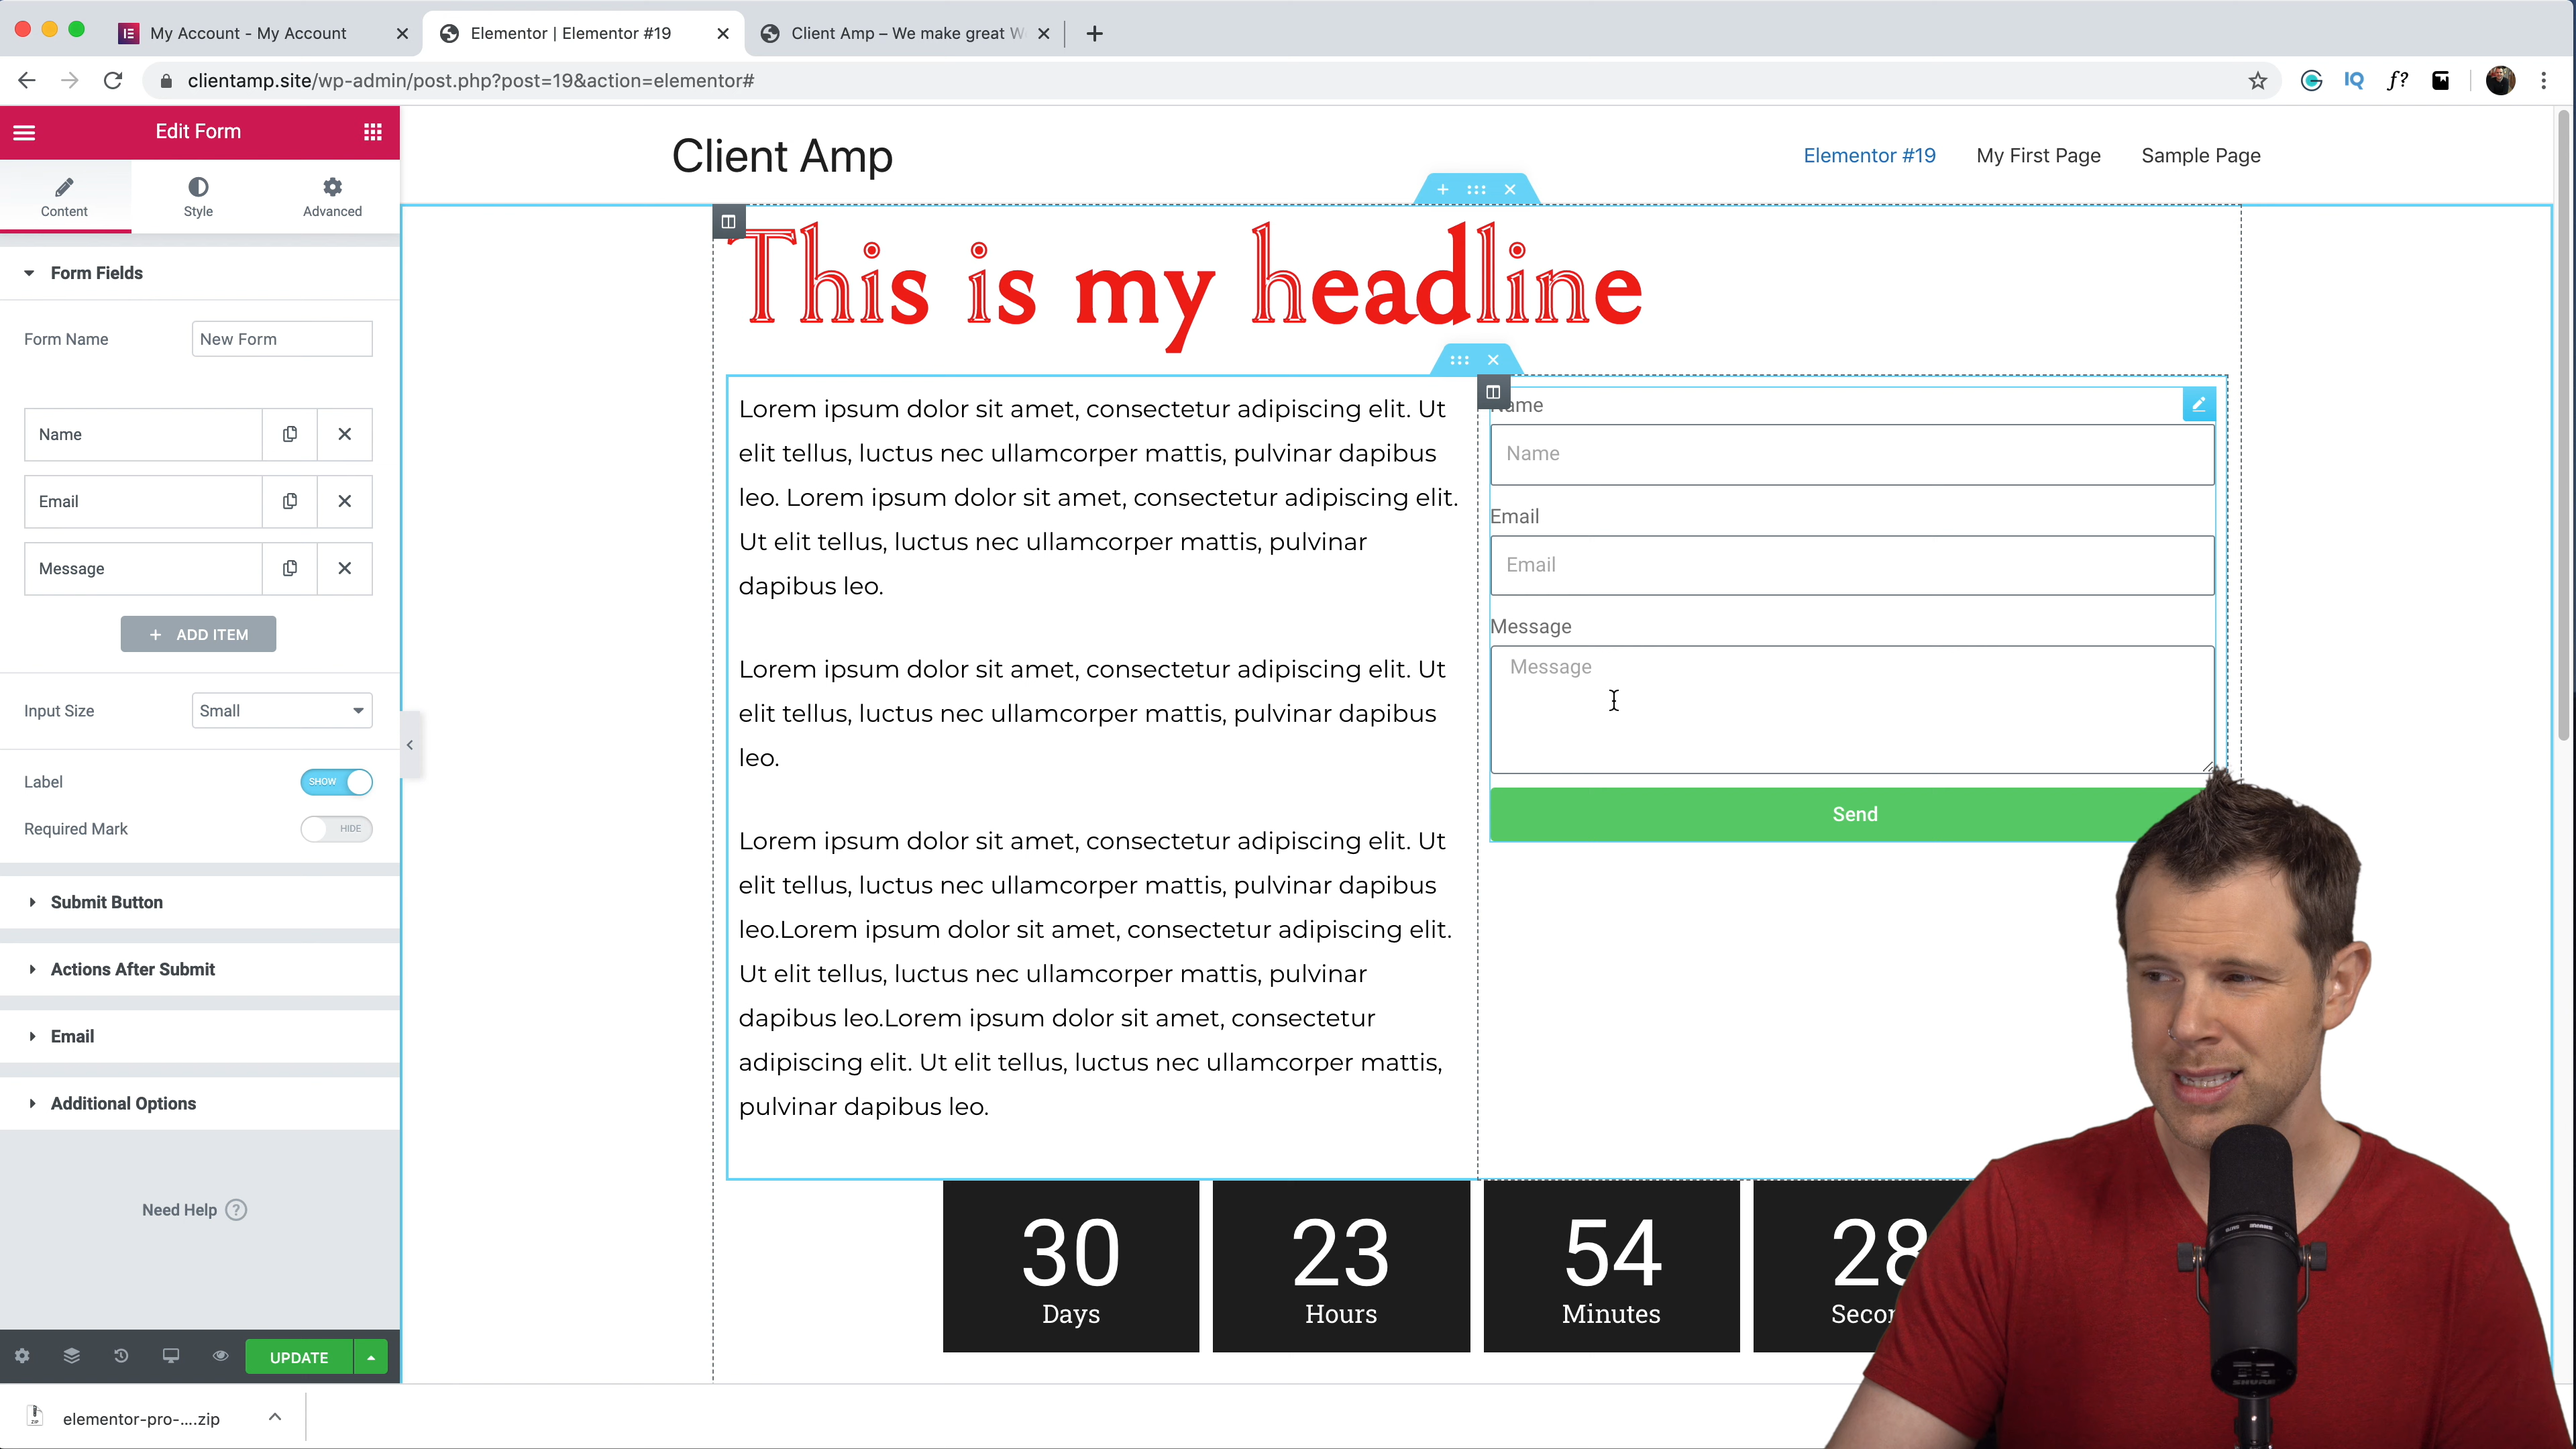 My Account - My Account
Elementor | Elementor #19
Client Amp – We make great W
clientamp.site/wp-admin/post.php?post=19&action=elementor#
IQ
f?
Edit Form
Content
Style
Advanced
Form Fields
Form Name
New Form
Name
Email
Message
+ ADD ITEM
Input Size
Small
Label
SHOW
Required Mark
HIDE
Submit Button
Actions After Submit
Email
Additional Options
Need Help ?
UPDATE
elementor-pro-....zip
Client Amp
Elementor #19
My First Page
Sample Page
This is my headline
Lorem ipsum dolor sit amet, consectetur adipiscing elit. Ut
elit tellus, luctus nec ullamcorper mattis, pulvinar dapibus
leo. Lorem ipsum dolor sit amet, consectetur adipiscing elit.
Ut elit tellus, luctus nec ullamcorper mattis, pulvinar
dapibus leo.
Lorem ipsum dolor sit amet, consectetur adipiscing elit. Ut
elit tellus, luctus nec ullamcorper mattis, pulvinar dapibus
leo.
Lorem ipsum dolor sit amet, consectetur adipiscing elit. Ut
elit tellus, luctus nec ullamcorper mattis, pulvinar dapibus
leo.Lorem ipsum dolor sit amet, consectetur adipiscing elit.
Ut elit tellus, luctus nec ullamcorper mattis, pulvinar
dapibus leo.Lorem ipsum dolor sit amet, consectetur
adipiscing elit. Ut elit tellus, luctus nec ullamcorper mattis,
pulvinar dapibus leo.
Name
Name
Email
Email
Message
Message
Send
30
Days
23
Hours
54
Minutes
28
Secon
SHURE